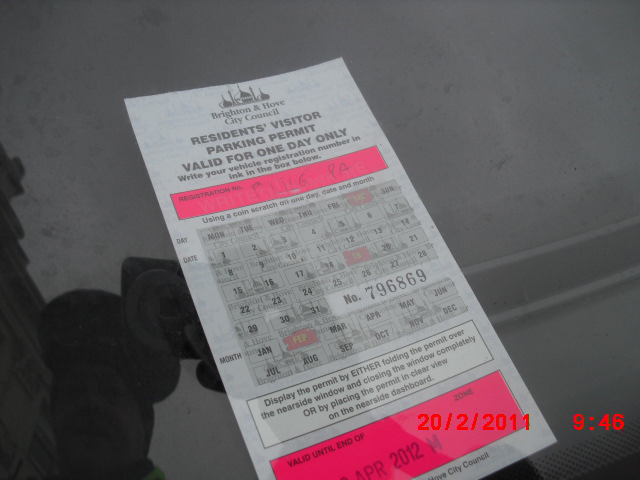 Brighton & Hove
City Council
RESIDENTS' VISITOR
PARKING PERMIT
VALID FOR ONE DAY ONLY
Write your vehicle registration number in
ink in the box below.
REGISTRATION No.
Using a coin scratch on one day, date and month
DAY MON TUE WED THU FRI SUN
DATE 1 2 3 4 5 6 7
8 9 10 11 12 13 14
15 16 17 18 20 21
22 23 24 25 26 27 28
29 30 31 No. 796869
MONTH JAN FEB MAR APR MAY JUN
JUL AUG SEP OCT NOV DEC
Display the permit by EITHER folding the permit over
the nearside window and closing the window completely
OR by placing the permit in clear view
on the nearside dashboard.
VALID UNTIL END OF ZONE
APR 2012
Hove City Council
20/2/2011 9:46